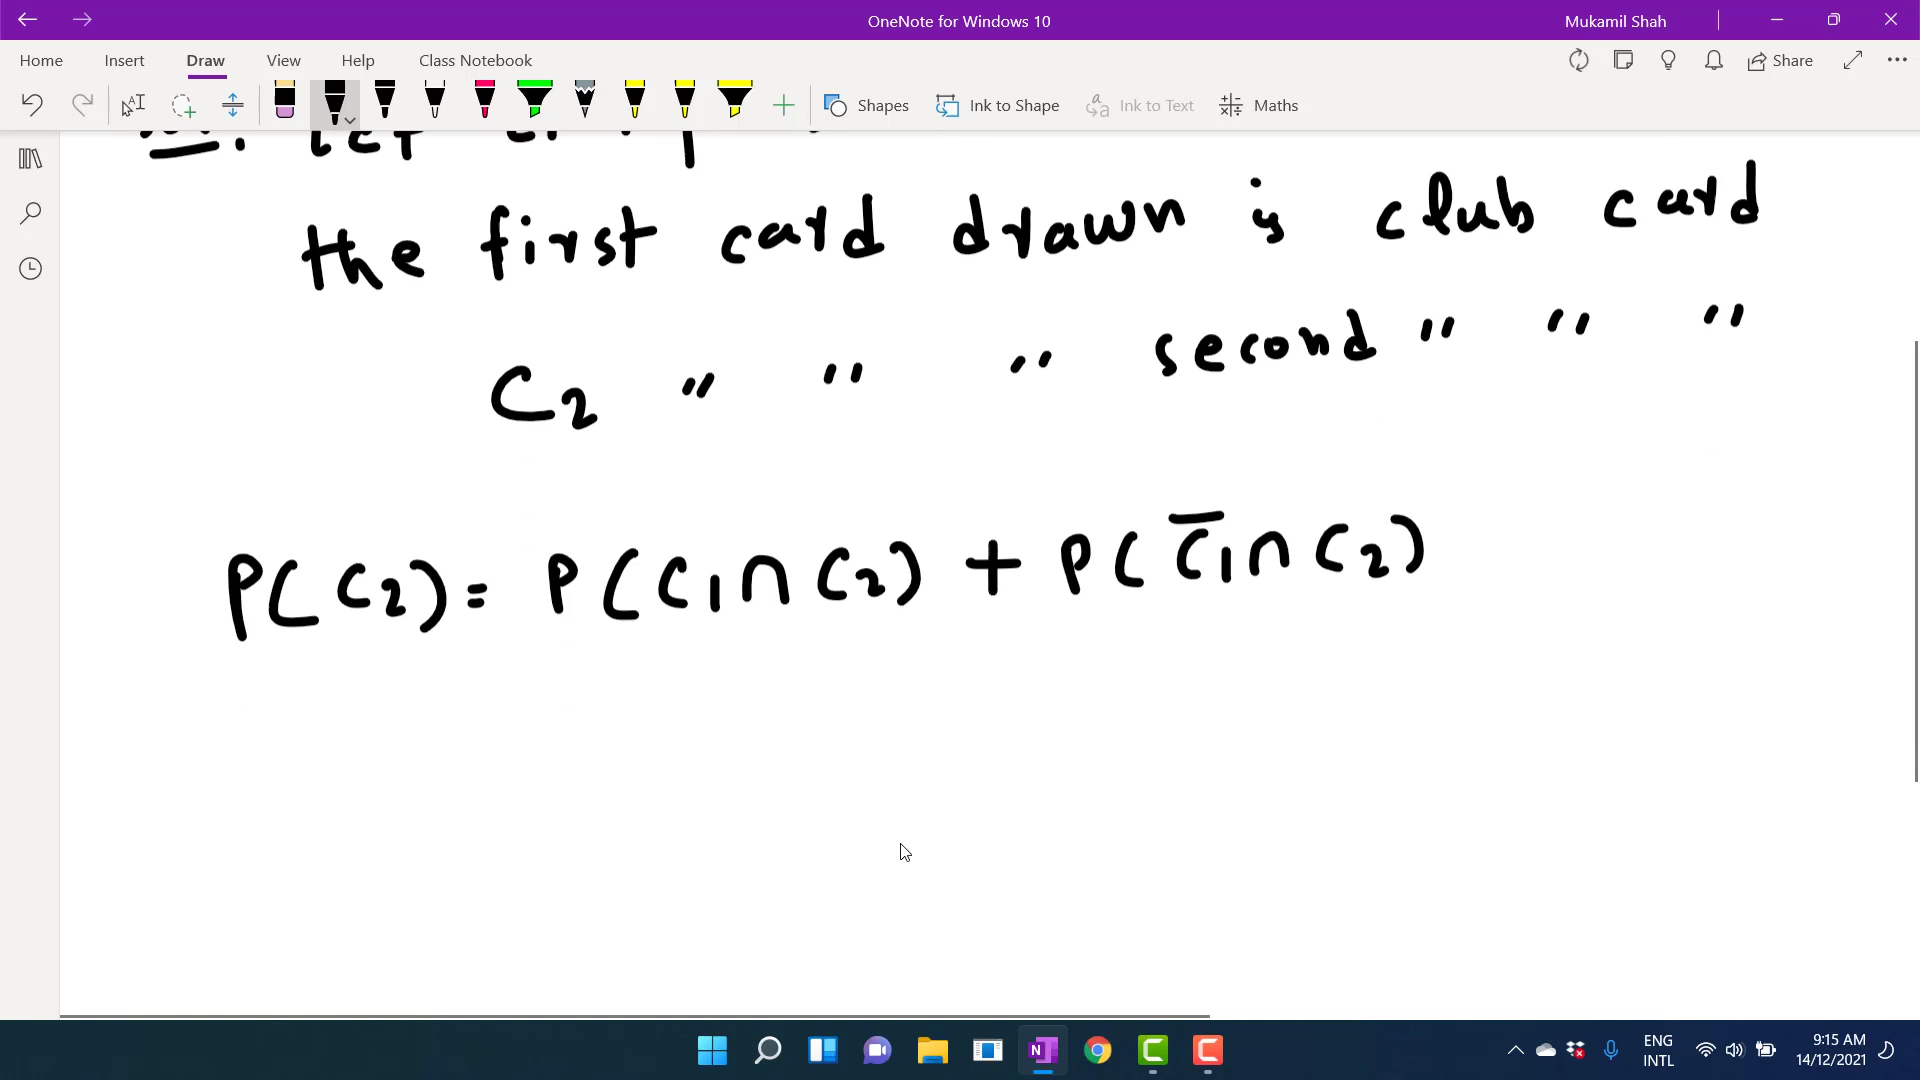 OneNote for Windows 10
Mukamil Shah
Home Insert Draw View Help Class Notebook
Share
Shapes Ink to Shape Ink to Text Maths
let
the first card drawn is club card
C2 " " " second " " "
P(C2) = P(C1∩C2) + P(C̅1∩C2)
ENG
INTL
9:15 AM
14/12/2021